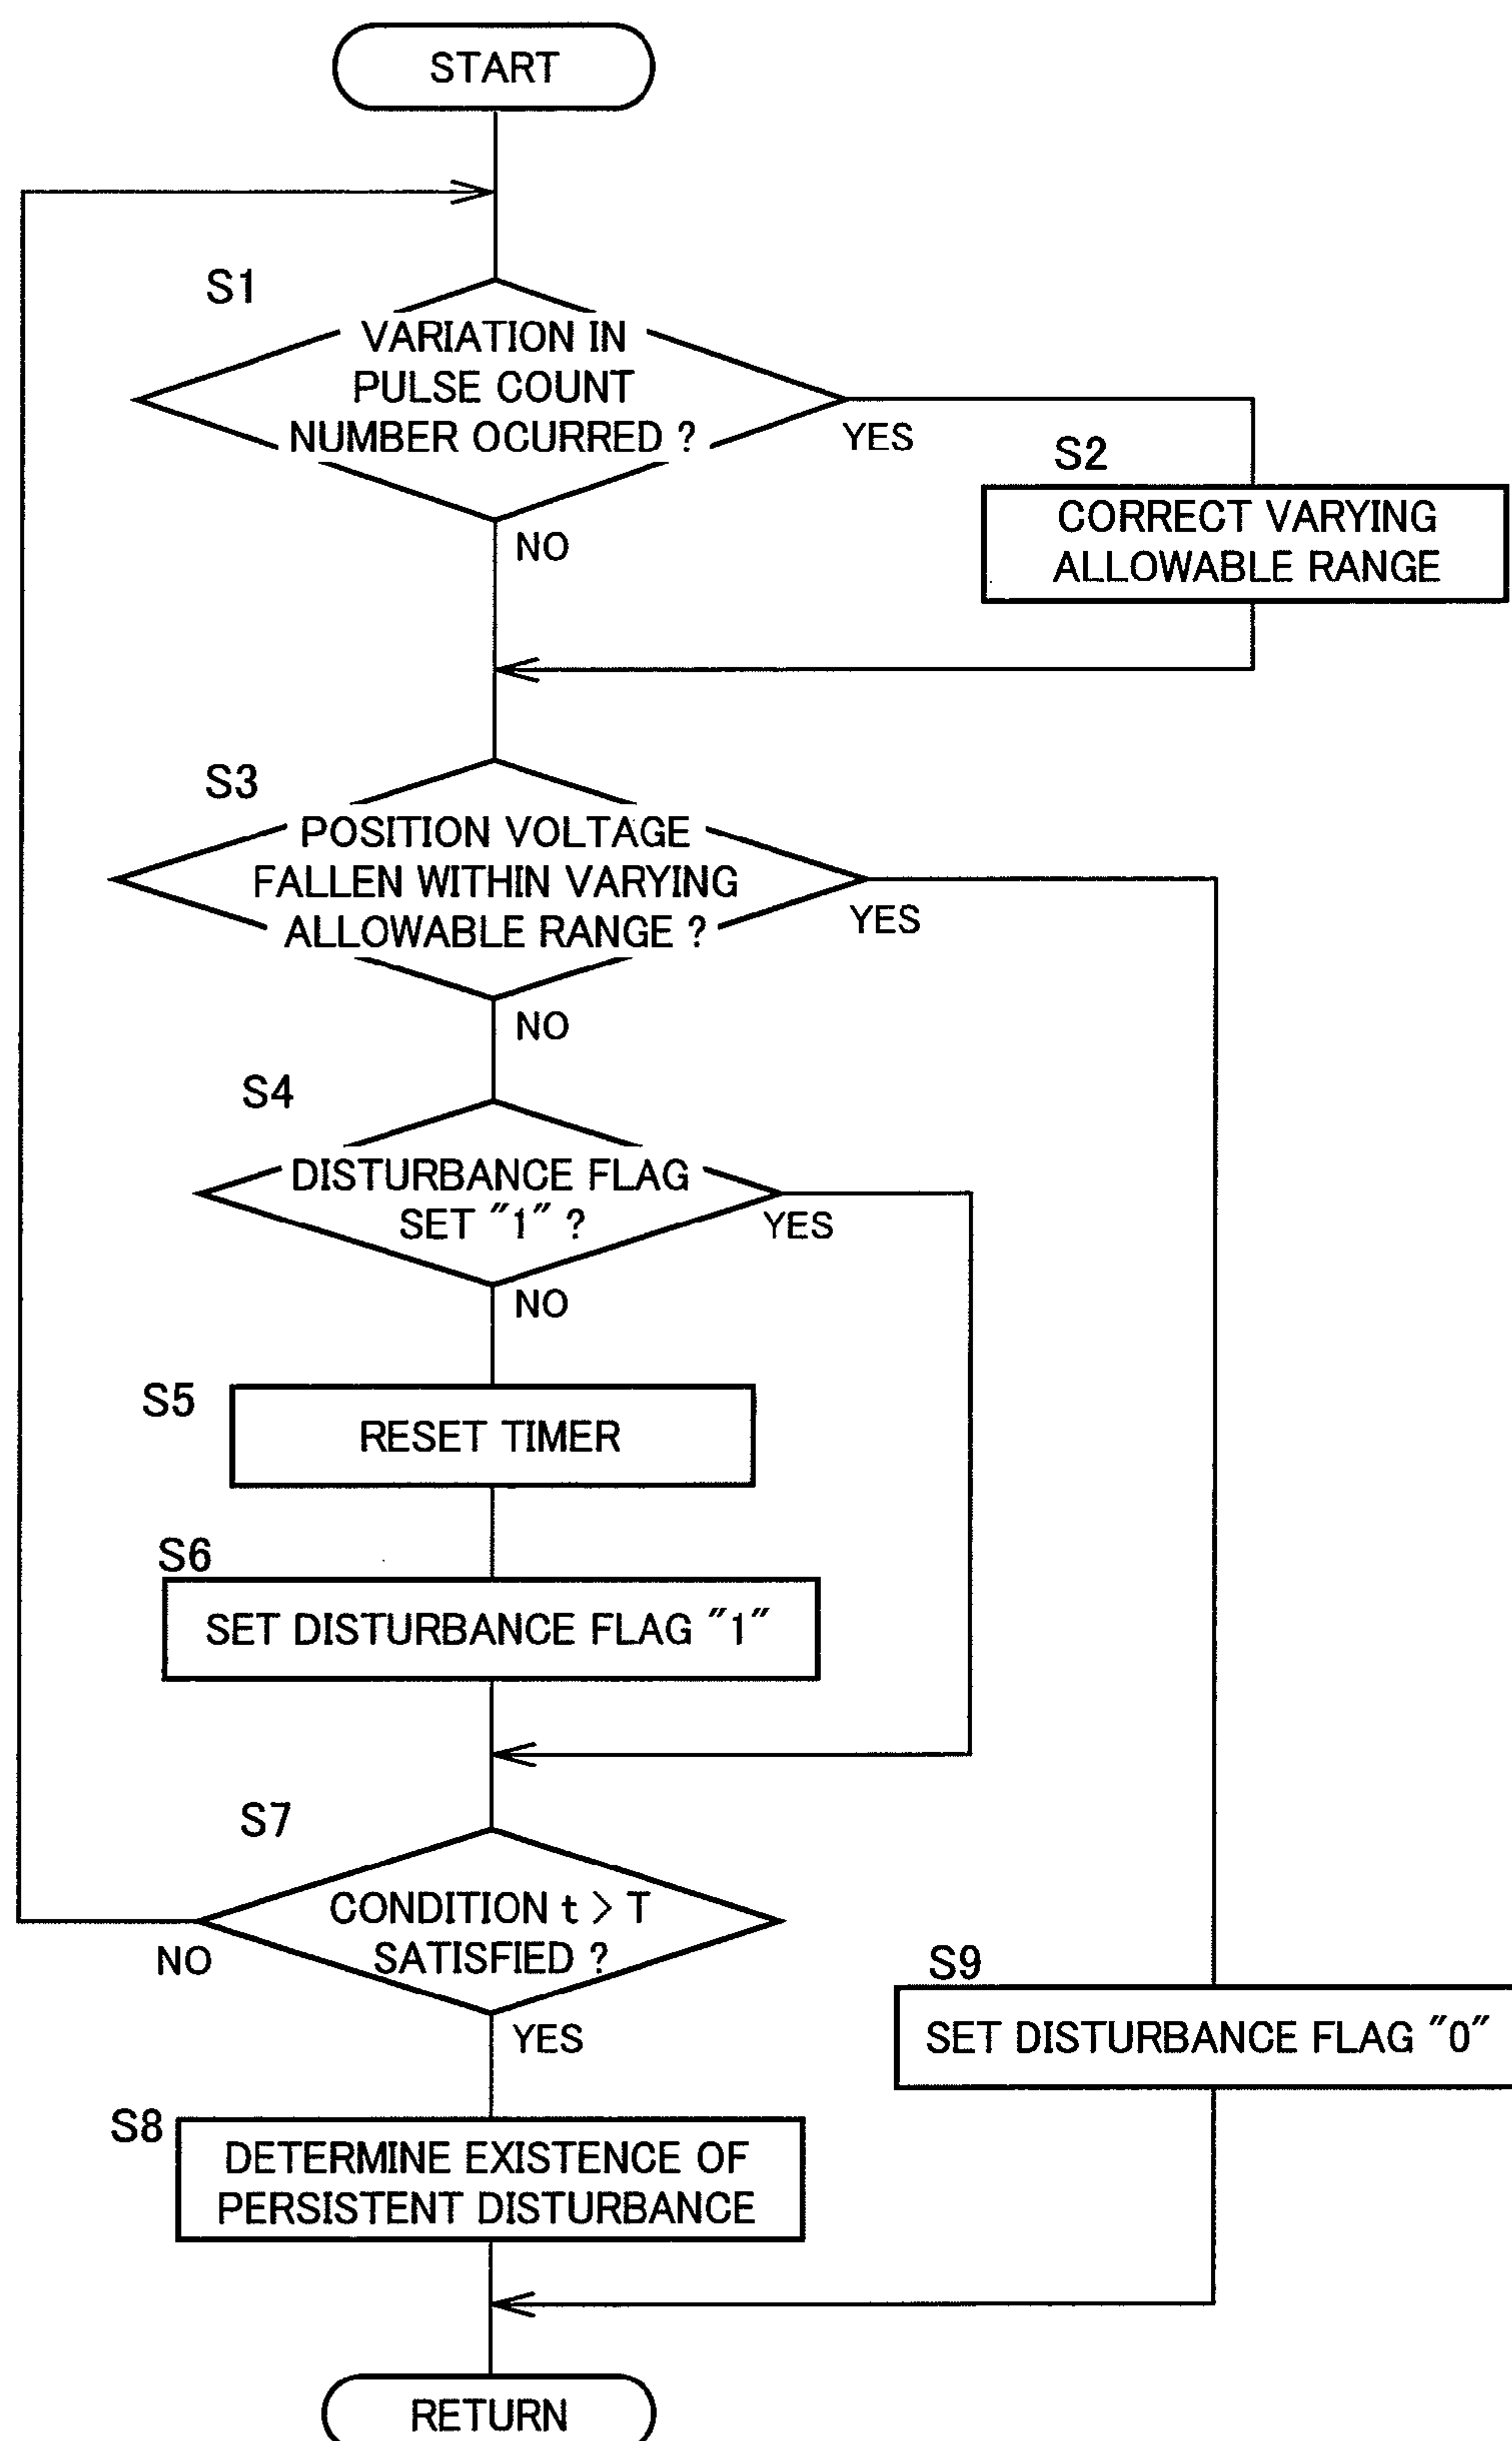 START
S1
VARIATION IN
PULSE COUNT
NUMBER OCURRED ?
YES
NO
S2
CORRECT VARYING
ALLOWABLE RANGE
S3
POSITION VOLTAGE
FALLEN WITHIN VARYING
ALLOWABLE RANGE ?
YES
NO
S4
DISTURBANCE FLAG
SET "1" ?
YES
NO
S5
RESET TIMER
S6
SET DISTURBANCE FLAG "1"
S7
CONDITION t > T
SATISFIED ?
NO
YES
S9
SET DISTURBANCE FLAG "0"
S8
DETERMINE EXISTENCE OF
PERSISTENT DISTURBANCE
RETURN